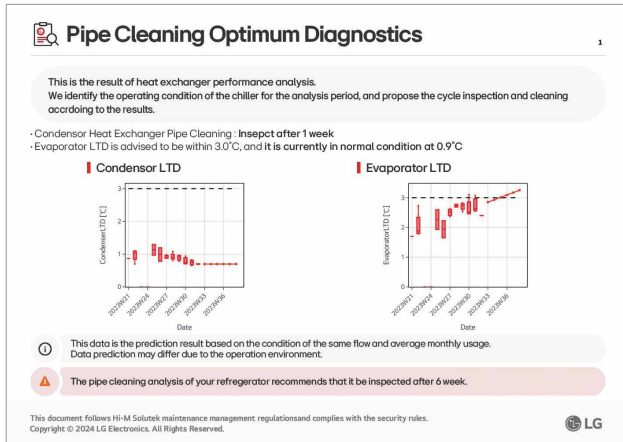 Pipe Cleaning Optimum Diagnostics
1
This is the result of heat exchanger performance analysis.
We identify the operating condition of the chiller for the analysis period, and propose the cycle inspection and cleaning
accrdoing to the results.
· Condensor Heat Exchanger Pipe Cleaning : Insepct after 1 week
· Evaporator LTD is advised to be within 3.0˚C, and it is currently in normal condition at 0.9˚C
Condensor LTD
CondenserLTD [℃]
3
2
1
0
2023W21
2023W24
2023W27
2023W30
2023W33
2023W36
Date
Evaporator LTD
EvaporatorLTD [℃]
3
2
1
0
2023W21
2023W24
2023W27
2023W30
2023W33
2023W36
Date
This data is the prediction result based on the condition of the same flow and average monthly usage.
Data prediction may differ due to the operation environment.
The pipe cleaning analysis of your refregerator recommends that it be inspected after 6 week.
This document follows Hi-M Solutek maintenance management regulationsand complies with the security rules.
Copyright © 2024 LG Electronics. All Rights Reserved.
LG